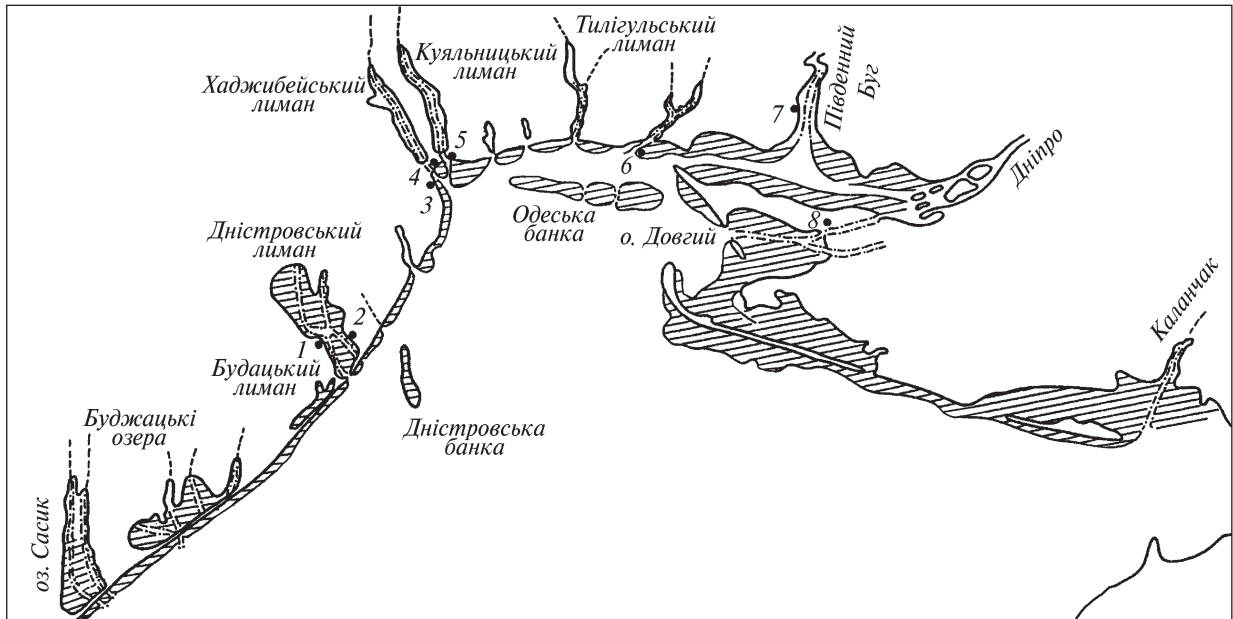 Тилігульський
лиман
Куяльницький
лиман
Хаджибейський
лиман
Південний
Буг
7
5
6
4
3
Дніпро
Одеська
банка
о. Довгий
8
Дністровський
лиман
2
1
Будацький
лиман
Каланчак
Дністровська
банка
Буджацькі
озера
оз. Сасик